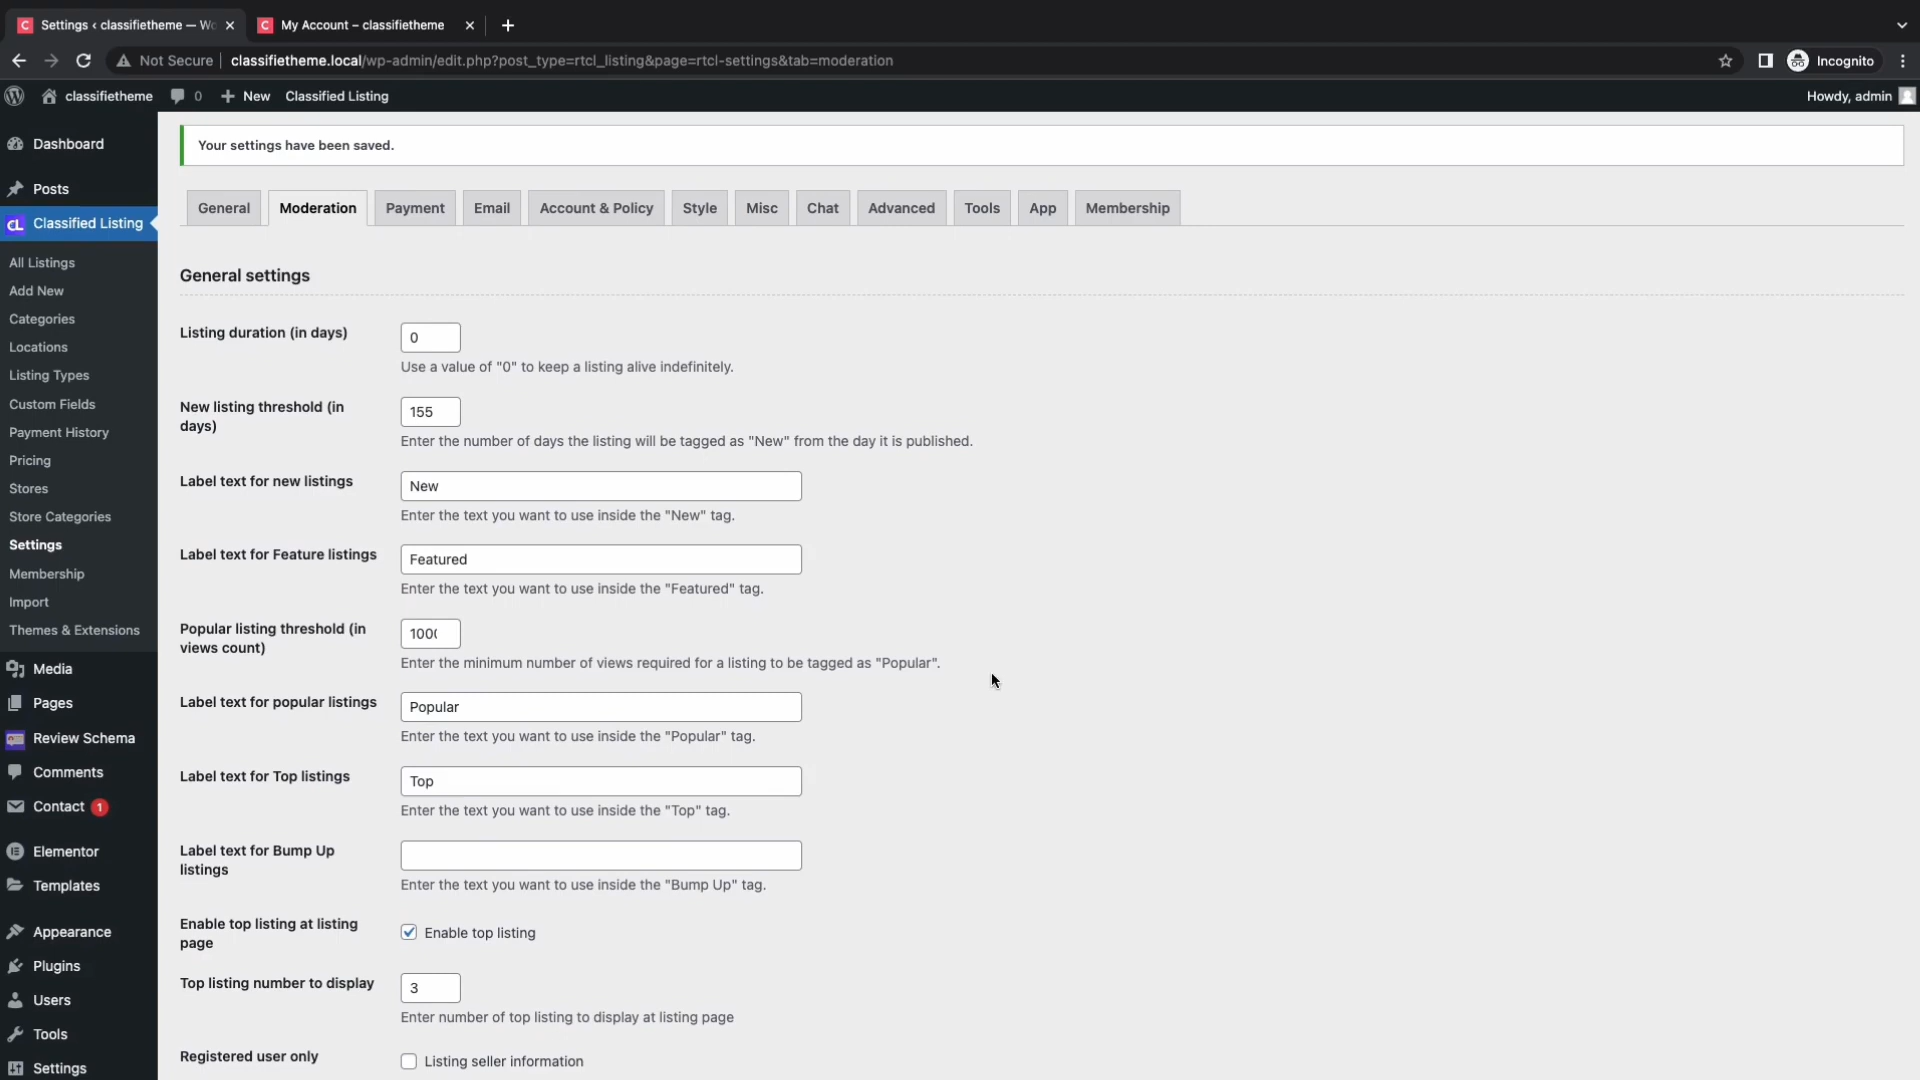 Settings ‹ classifietheme — Wo
My Account – classifietheme
Not Secure
classifietheme.local/wp-admin/edit.php?post_type=rtcl_listing&page=rtcl-settings&tab=moderation
Incognito
classifietheme
0
New
Classified Listing
Howdy, admin
Dashboard
Posts
Classified Listing
All Listings
Add New
Categories
Locations
Listing Types
Custom Fields
Payment History
Pricing
Stores
Store Categories
Settings
Membership
Import
Themes & Extensions
Media
Pages
Review Schema
Comments
Contact 1
Elementor
Templates
Appearance
Plugins
Users
Tools
Settings
Your settings have been saved.
General Moderation Payment Email Account & Policy Style Misc Chat Advanced Tools App Membership
General settings
Listing duration (in days)
0
Use a value of "0" to keep a listing alive indefinitely.
New listing threshold (in
days)
155
Enter the number of days the listing will be tagged as "New" from the day it is published.
Label text for new listings
New
Enter the text you want to use inside the "New" tag.
Label text for Feature listings
Featured
Enter the text you want to use inside the "Featured" tag.
Popular listing threshold (in
views count)
1000
Enter the minimum number of views required for a listing to be tagged as "Popular".
Label text for popular listings
Popular
Enter the text you want to use inside the "Popular" tag.
Label text for Top listings
Top
Enter the text you want to use inside the "Top" tag.
Label text for Bump Up
listings
Enter the text you want to use inside the "Bump Up" tag.
Enable top listing at listing
page
Enable top listing
Top listing number to display
3
Enter number of top listing to display at listing page
Registered user only
Listing seller information